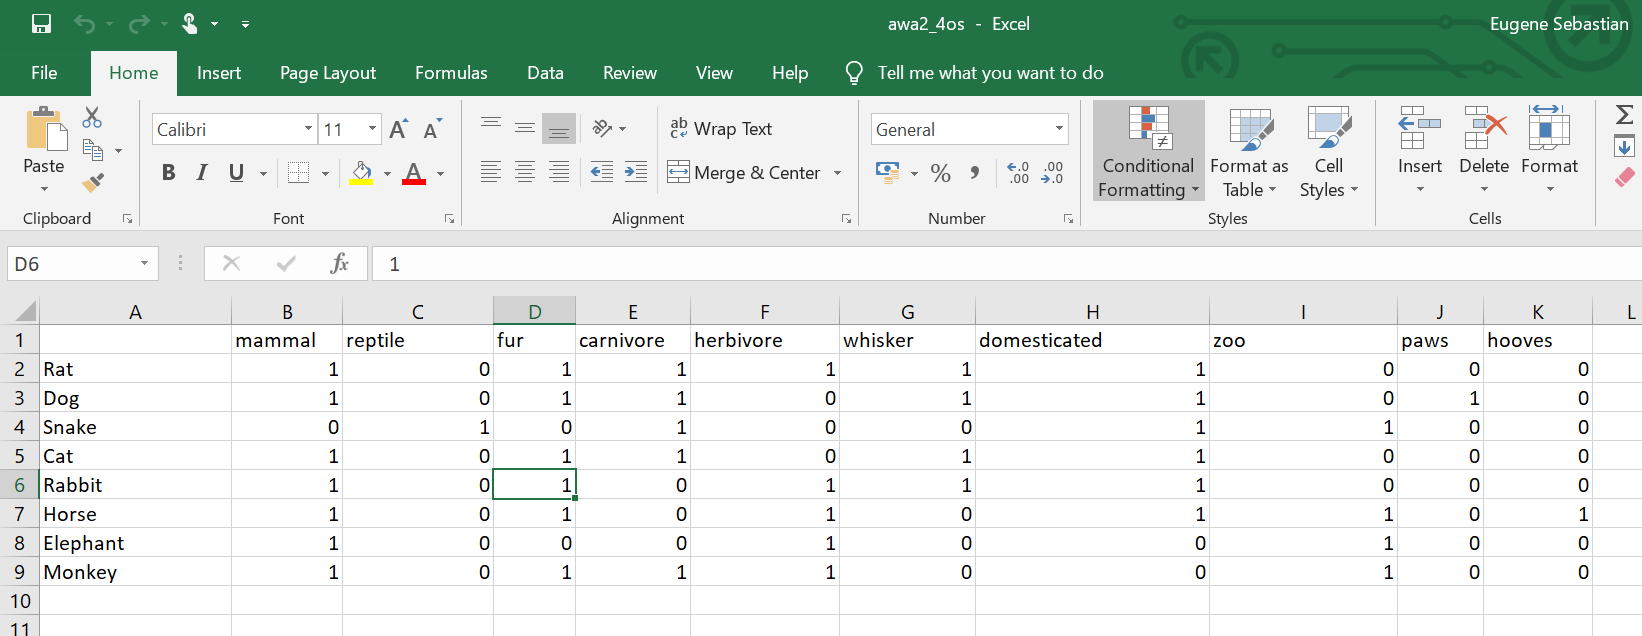 awa2_4os - Excel
Eugene Sebastian
File Home Insert Page Layout Formulas Data Review View Help Tell me what you want to do
Paste
Clipboard
Calibri 11 A A
B I U A
Font
ab c Wrap Text
Merge & Center
Alignment
General
% , .0 .00 .00 .0
Number
Conditional Formatting
Format as Table
Cell Styles
Styles
Insert Delete Format
Cells
Σ
D6 fx 1
A B C D E F G H I J K L
1 mammal reptile fur carnivore herbivore whisker domesticated zoo paws hooves
2 Rat 1 0 1 1 1 1 1 0 0 0
3 Dog 1 0 1 1 0 1 1 0 1 0
4 Snake 0 1 0 1 0 0 1 1 0 0
5 Cat 1 0 1 1 0 1 1 0 0 0
6 Rabbit 1 0 1 0 1 1 1 0 0 0
7 Horse 1 0 1 0 1 0 1 1 0 1
8 Elephant 1 0 0 0 1 0 0 1 0 0
9 Monkey 1 0 1 1 1 0 0 1 0 0
10
11